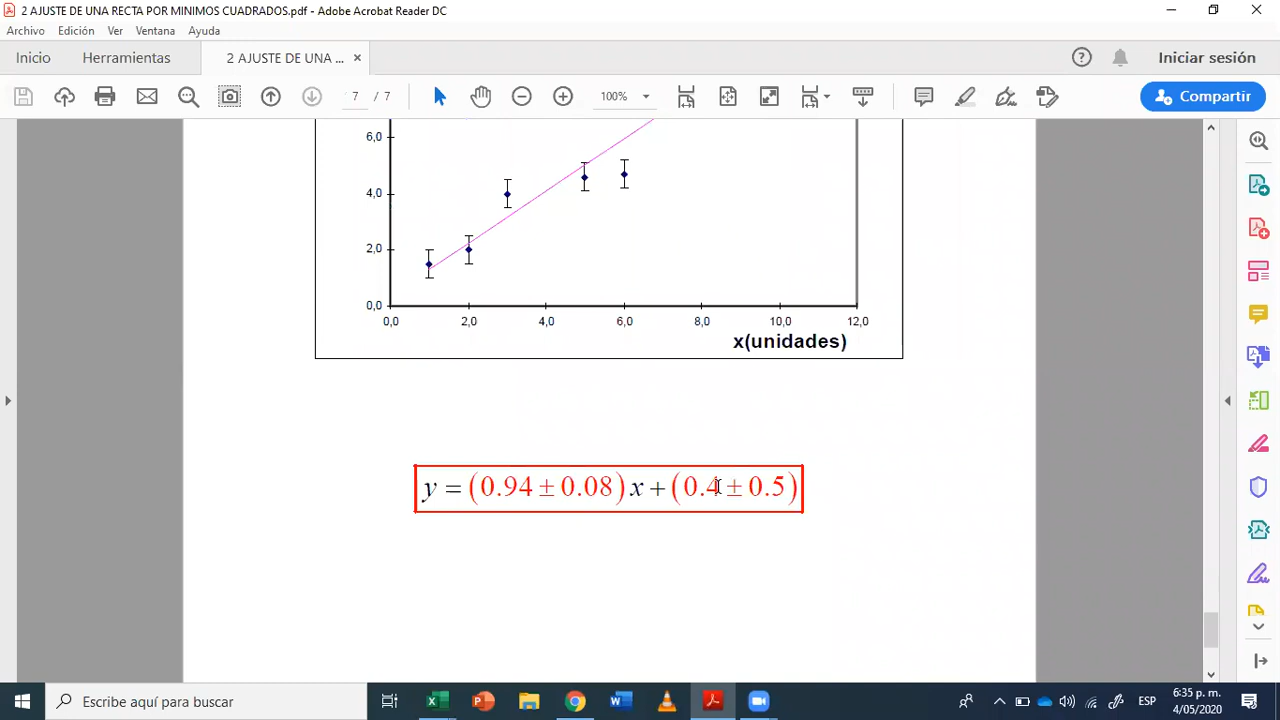 2 AJUSTE DE UNA RECTA POR MINIMOS CUADRADOS.pdf - Adobe Acrobat Reader DC
Archivo Edición Ver Ventana Ayuda
Inicio Herramientas 2 AJUSTE DE UNA ... × Iniciar sesión
7 / 7 100% Compartir
6,0
4,0
2,0
0,0
0,0 2,0 4,0 6,0 8,0 10,0 12,0
x(unidades)
y = (0.94 ± 0.08) x + (0.4 ± 0.5)
Escribe aquí para buscar
ESP
6:35 p. m.
4/05/2020